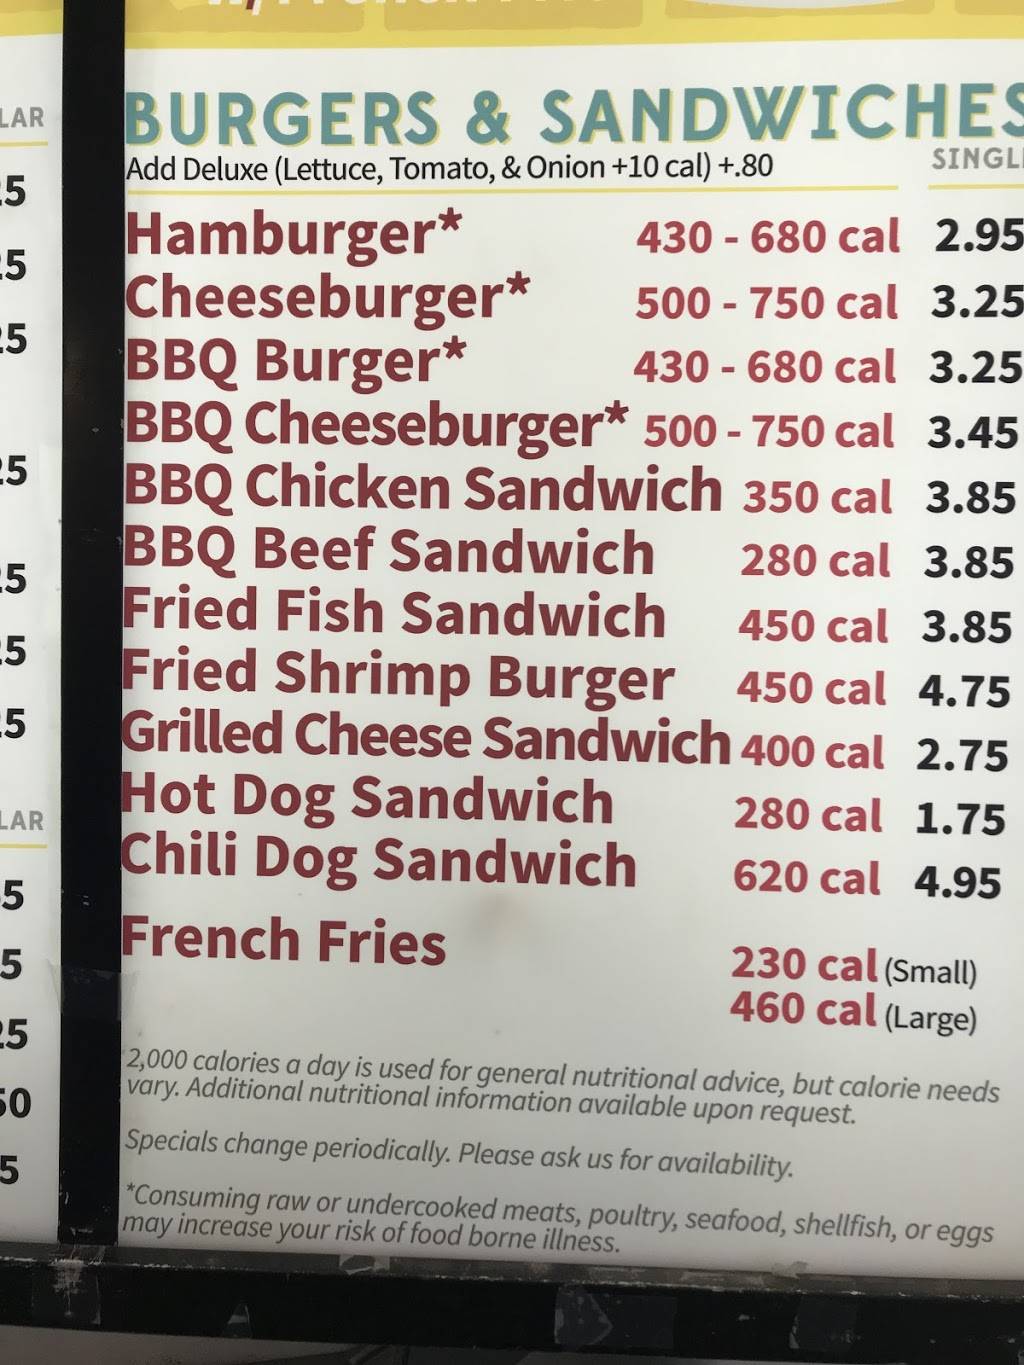 BURGERS & SANDWICHES
Add Deluxe (Lettuce, Tomato, & Onion +10 cal) +.80
Hamburger* 430 - 680 cal 2.95
Cheeseburger* 500 - 750 cal 3.25
BBQ Burger* 430 - 680 cal 3.25
BBQ Cheeseburger* 500 - 750 cal 3.45
BBQ Chicken Sandwich 350 cal 3.85
BBQ Beef Sandwich 280 cal 3.85
Fried Fish Sandwich 450 cal 3.85
Fried Shrimp Burger 450 cal 4.75
Grilled Cheese Sandwich 400 cal 2.75
Hot Dog Sandwich 280 cal 1.75
Chili Dog Sandwich 620 cal 4.95
French Fries 230 cal (Small)
460 cal (Large)
2,000 calories a day is used for general nutritional advice, but calorie needs
vary. Additional nutritional information available upon request.
Specials change periodically. Please ask us for availability.
*Consuming raw or undercooked meats, poultry, seafood, shellfish, or eggs
may increase your risk of food borne illness.